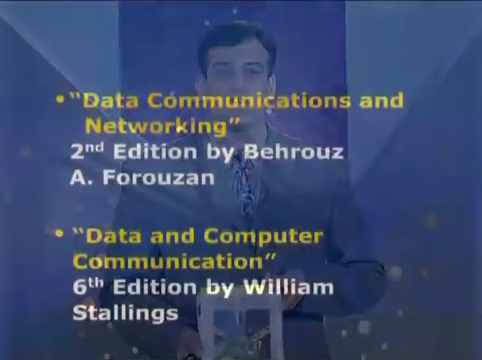 • "Data Communications and
Networking"
2nd Edition by Behrouz
A. Forouzan
• "Data and Computer
Communication"
6th Edition by William
Stallings